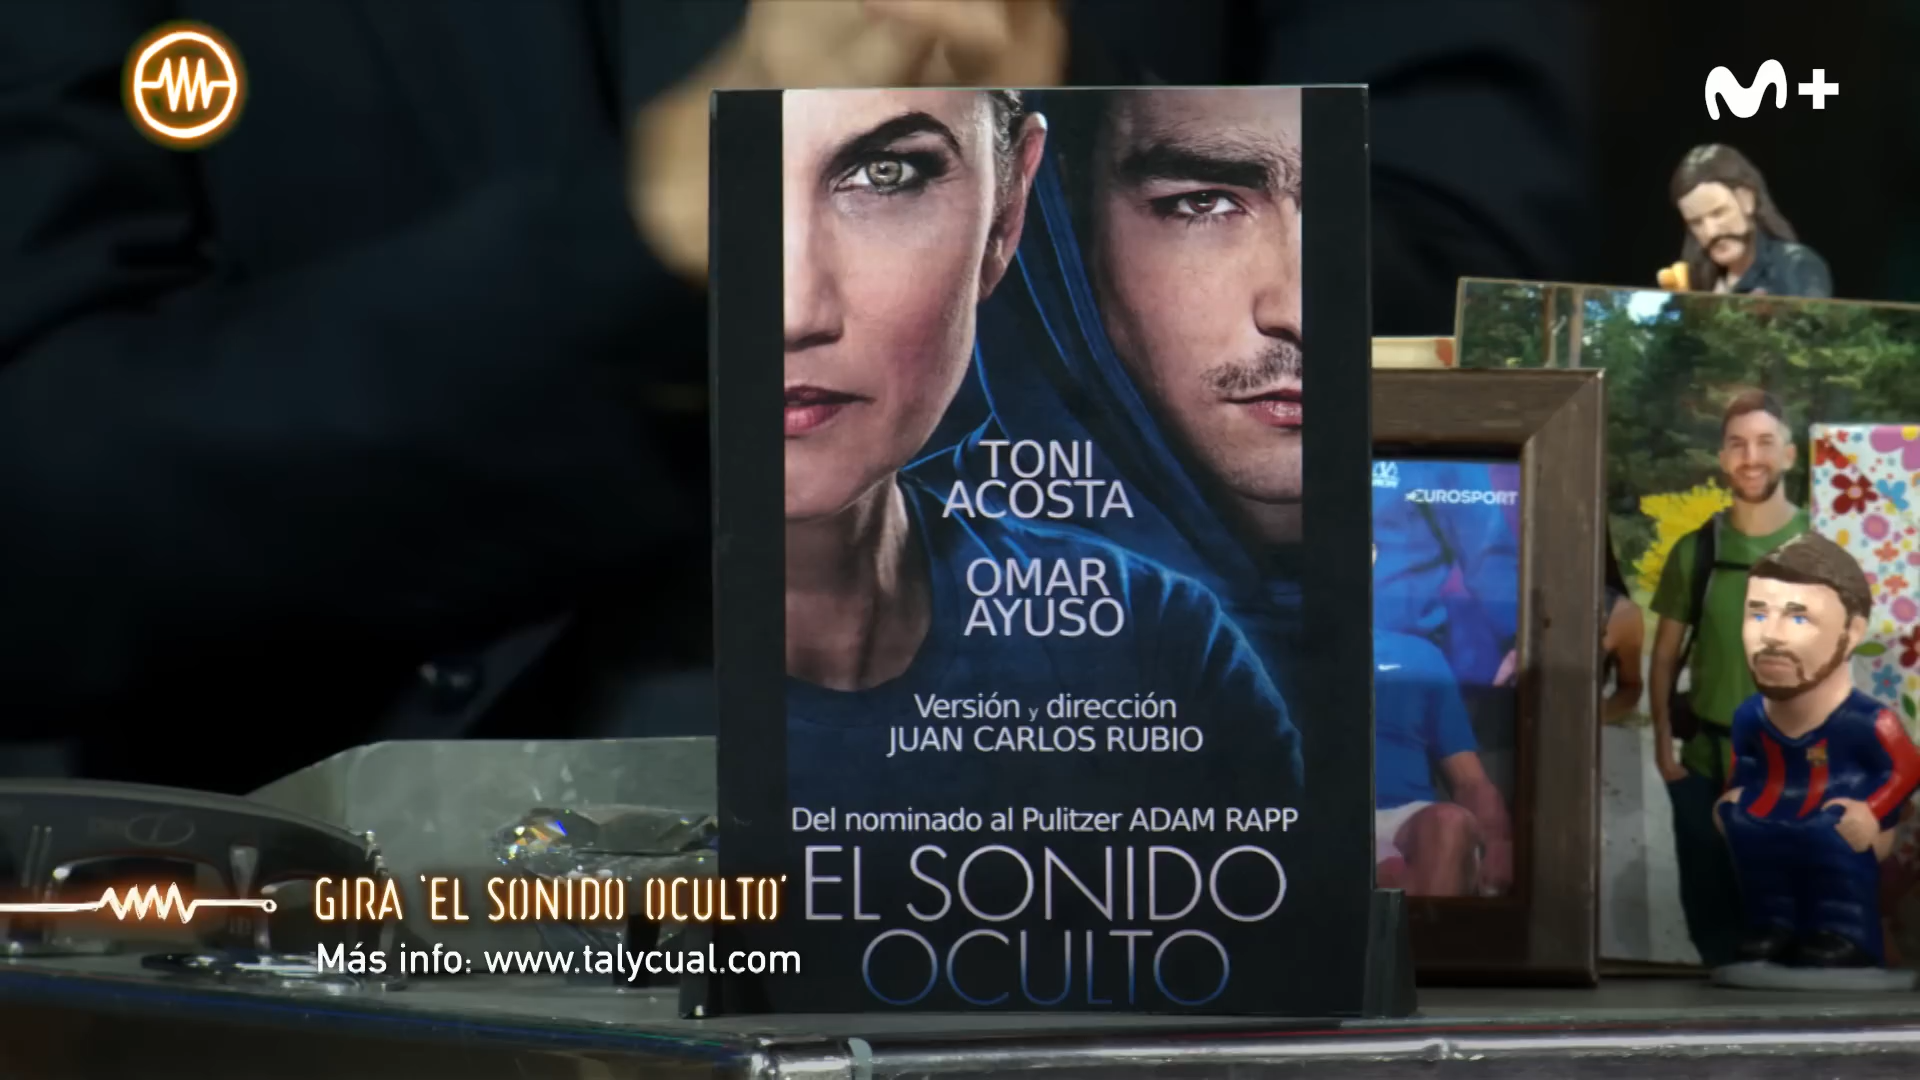 M+
TONI
ACOSTA
OMAR
AYUSO
Versión y dirección
JUAN CARLOS RUBIO
Del nominado al Pulitzer ADAM RAPP
EL SONIDO
OCULTO
EUROSPORT
GIRA 'EL SONIDO OCULTO'
Más info: www.talycual.com